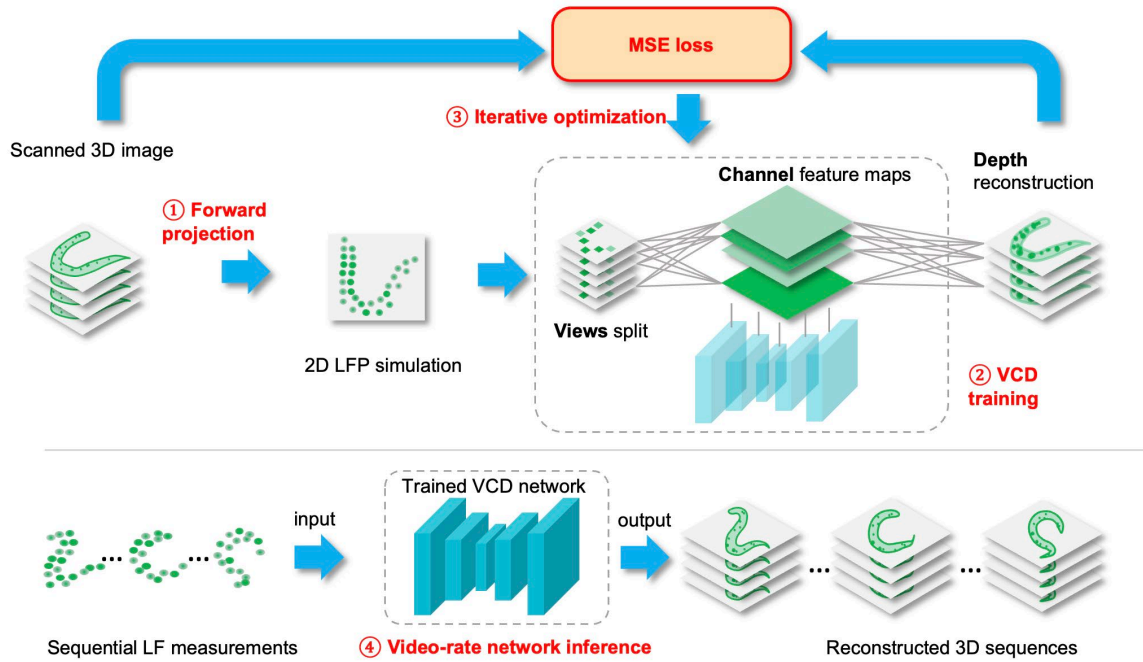 MSE loss
③ Iterative optimization
Scanned 3D image
① Forward
projection
Channel feature maps
Depth
reconstruction
Views split
2D LFP simulation
② VCD
training
Trained VCD network
input
output
... ...
... ...
Sequential LF measurements
④ Video-rate network inference
Reconstructed 3D sequences